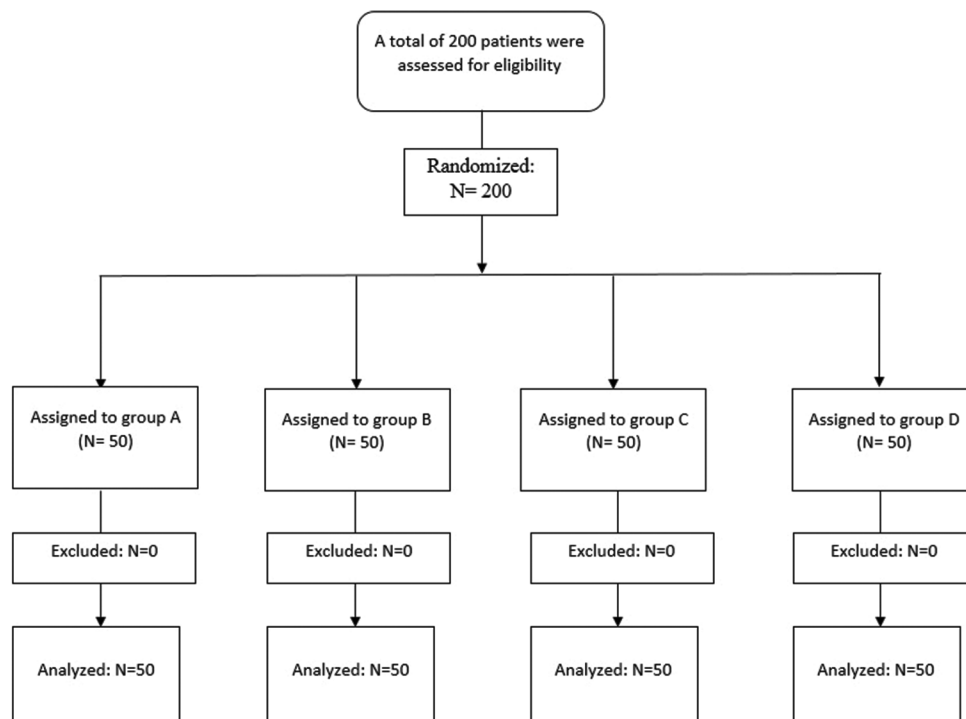 A total of 200 patients were
assessed for eligibility
Randomized:
N= 200
Assigned to group A
(N= 50)
Assigned to group B
(N= 50)
Assigned to group C
(N= 50)
Assigned to group D
(N= 50)
Excluded: N=0
Excluded: N=0
Excluded: N=0
Excluded: N=0
Analyzed: N=50
Analyzed: N=50
Analyzed: N=50
Analyzed: N=50